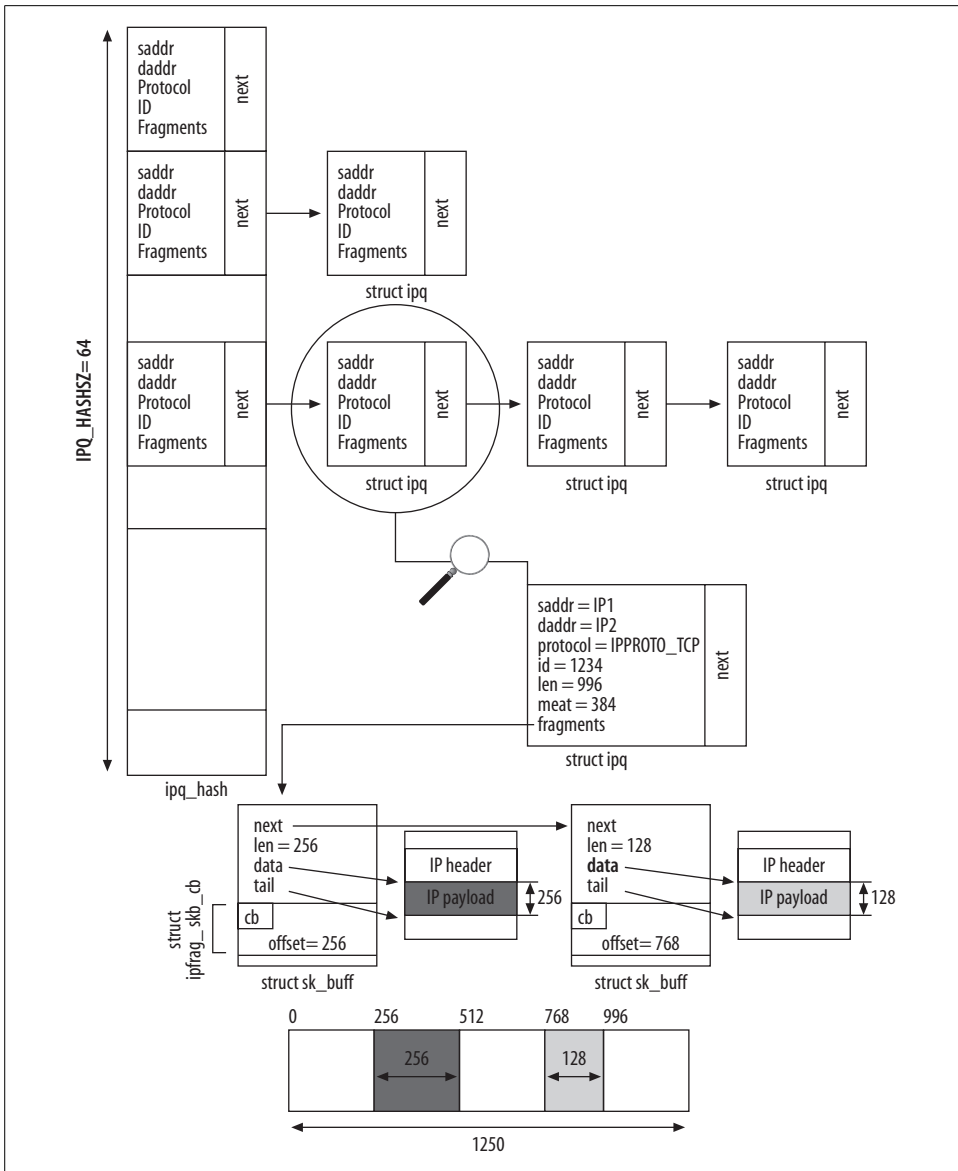 saddr
daddr
Protocol
ID
Fragments
next
saddr
daddr
Protocol
ID
Fragments
next
saddr
daddr
Protocol
ID
Fragments
next
struct ipq
IPQ_HASHSZ= 64
saddr
daddr
Protocol
ID
Fragments
next
saddr
daddr
Protocol
ID
Fragments
next
struct ipq
saddr
daddr
Protocol
ID
Fragments
next
struct ipq
saddr
daddr
Protocol
ID
Fragments
next
struct ipq
saddr = IP1
daddr = IP2
protocol = IPPROTO_TCP
id = 1234
len = 996
meat = 384
fragments
next
struct ipq
ipq_hash
next
len = 256
data
tail
cb
offset= 256
struct
ipfrag_ skb_cb
struct sk_buff
IP header
IP payload
256
next
len = 128
data
tail
cb
offset= 768
struct sk_buff
IP header
IP payload
128
0 256 512 768 996
256 128
1250